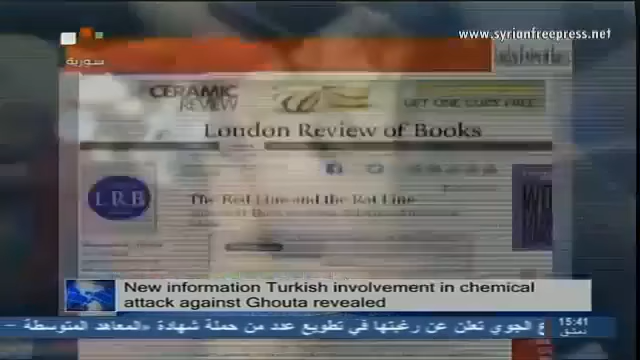 www.syrianfreepress.net
سورية
CERAMIC
REVIEW
GET ONE COPY FREE
London Review of Books
LRB
The Red Line and the Rat Line
New information Turkish involvement in chemical
attack against Ghouta revealed
15:41
دمشق
ع الجوي تعلن عن رغبتها في تطويع عدد من حملة شهادة «المعاهد المتوسطة –